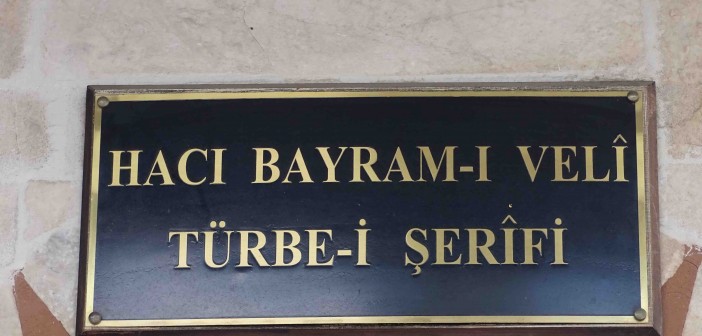 HACI BAYRAM-I VELÎ
TÜRBE-İ ŞERÎFİ